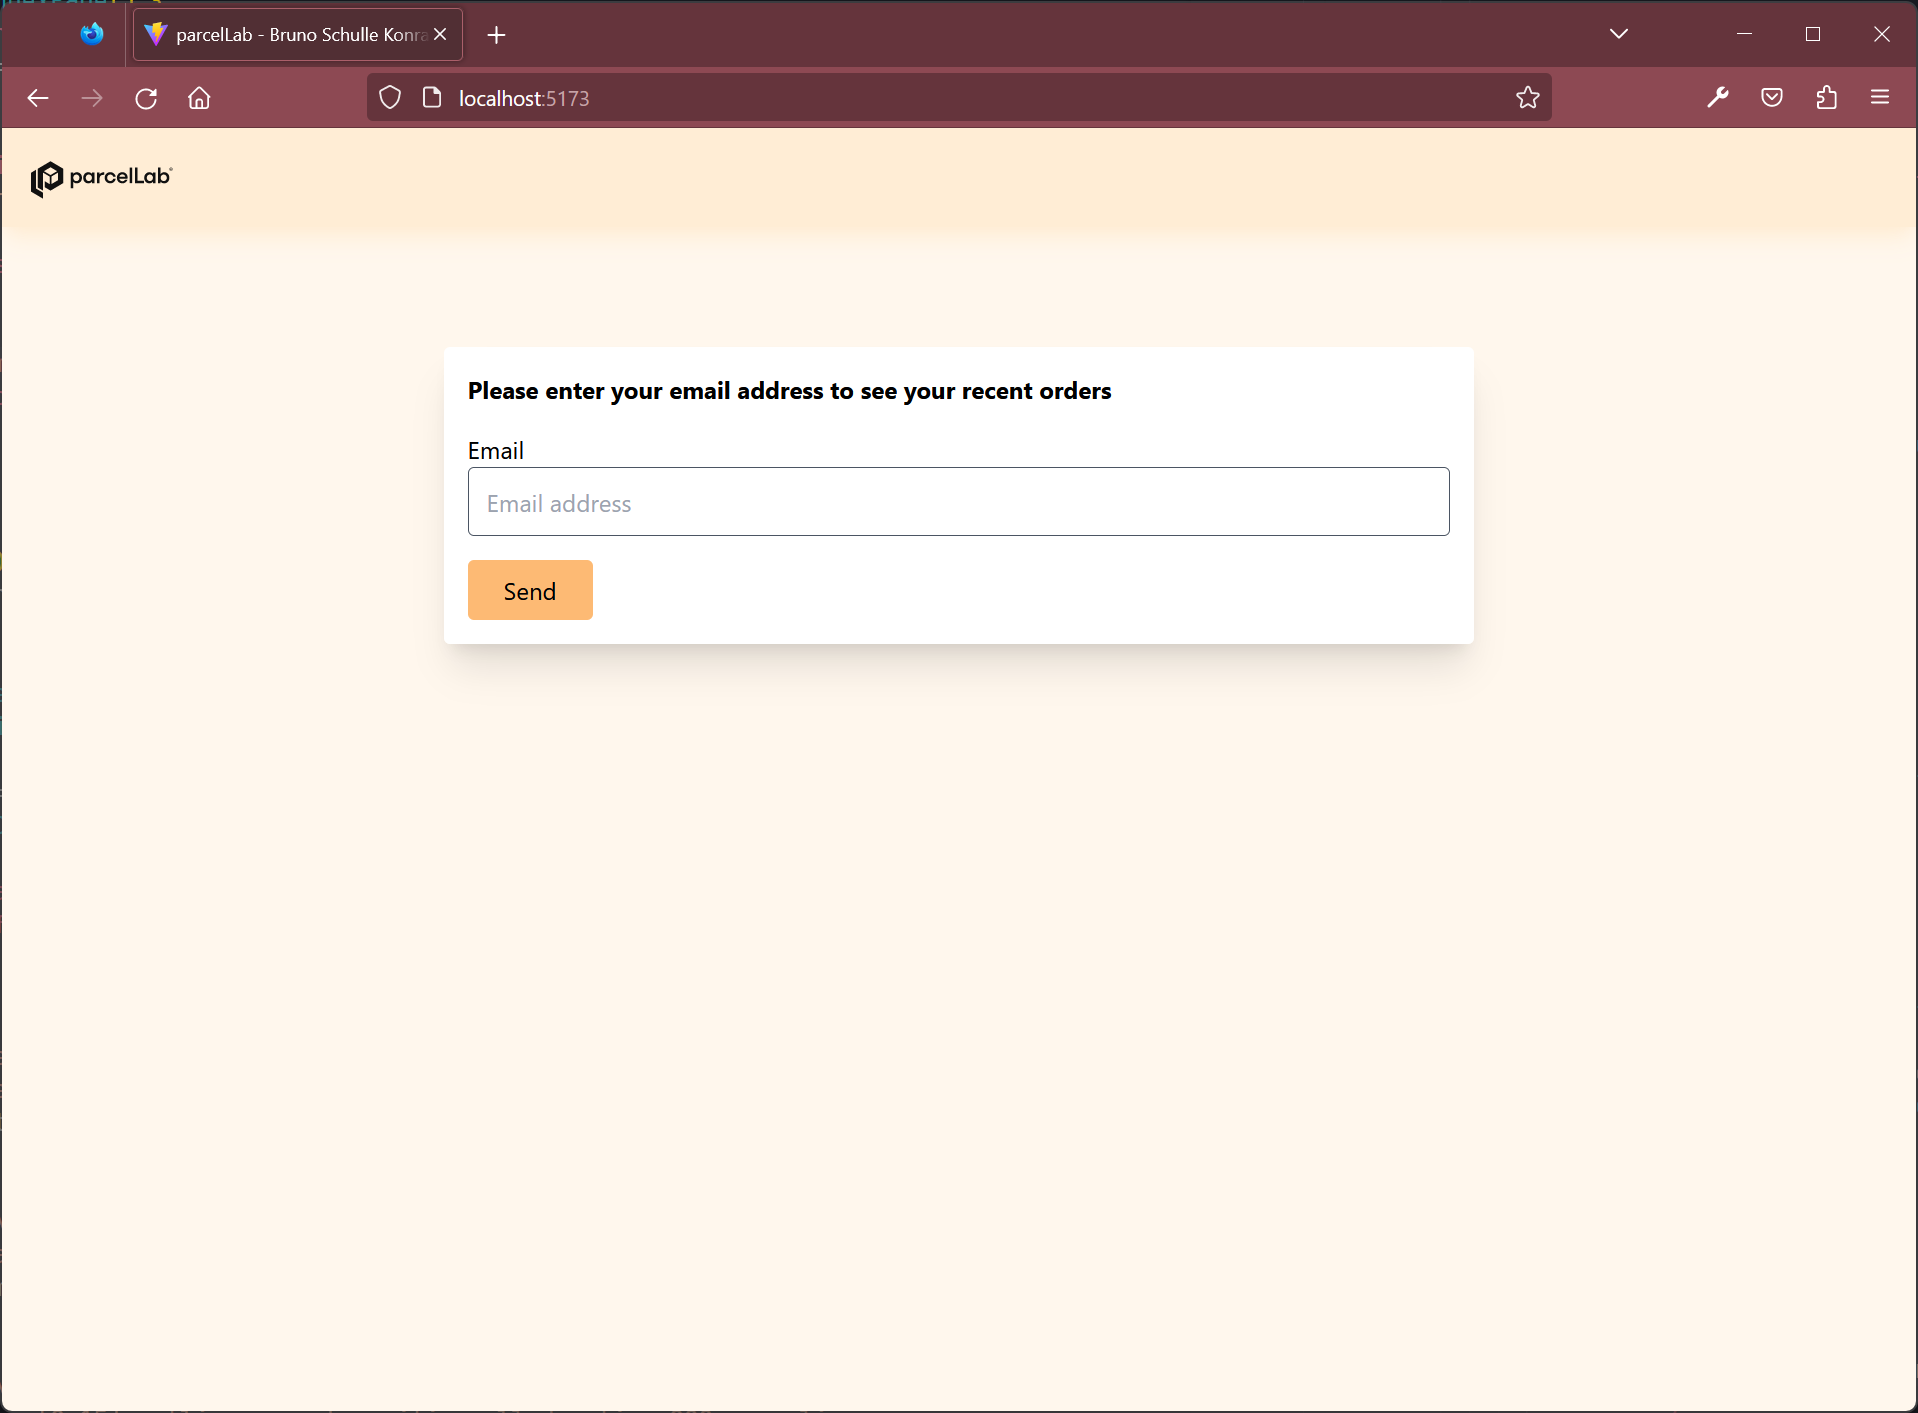 parcelLab - Bruno Schulle Konra
localhost:5173
parcelLab
Please enter your email address to see your recent orders
Email
Email address
Send